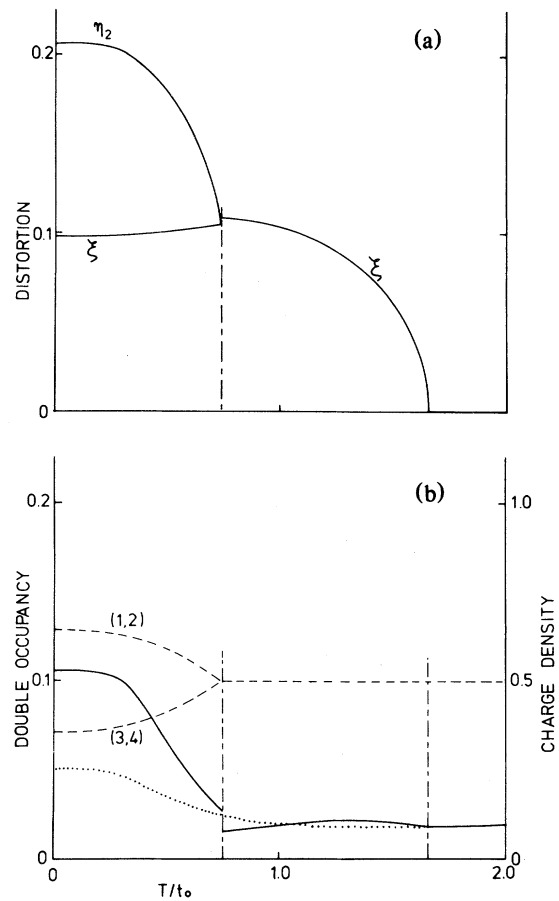 (a)
η₂
0.2
DISTORTION
0.1
ξ
ξ
0
(b)
0.2
1.0
DOUBLE OCCUPANCY
CHARGE DENSITY
(1,2)
0.1
0.5
(3,4)
0
0
0.0
1.0
2.0
T/t₀